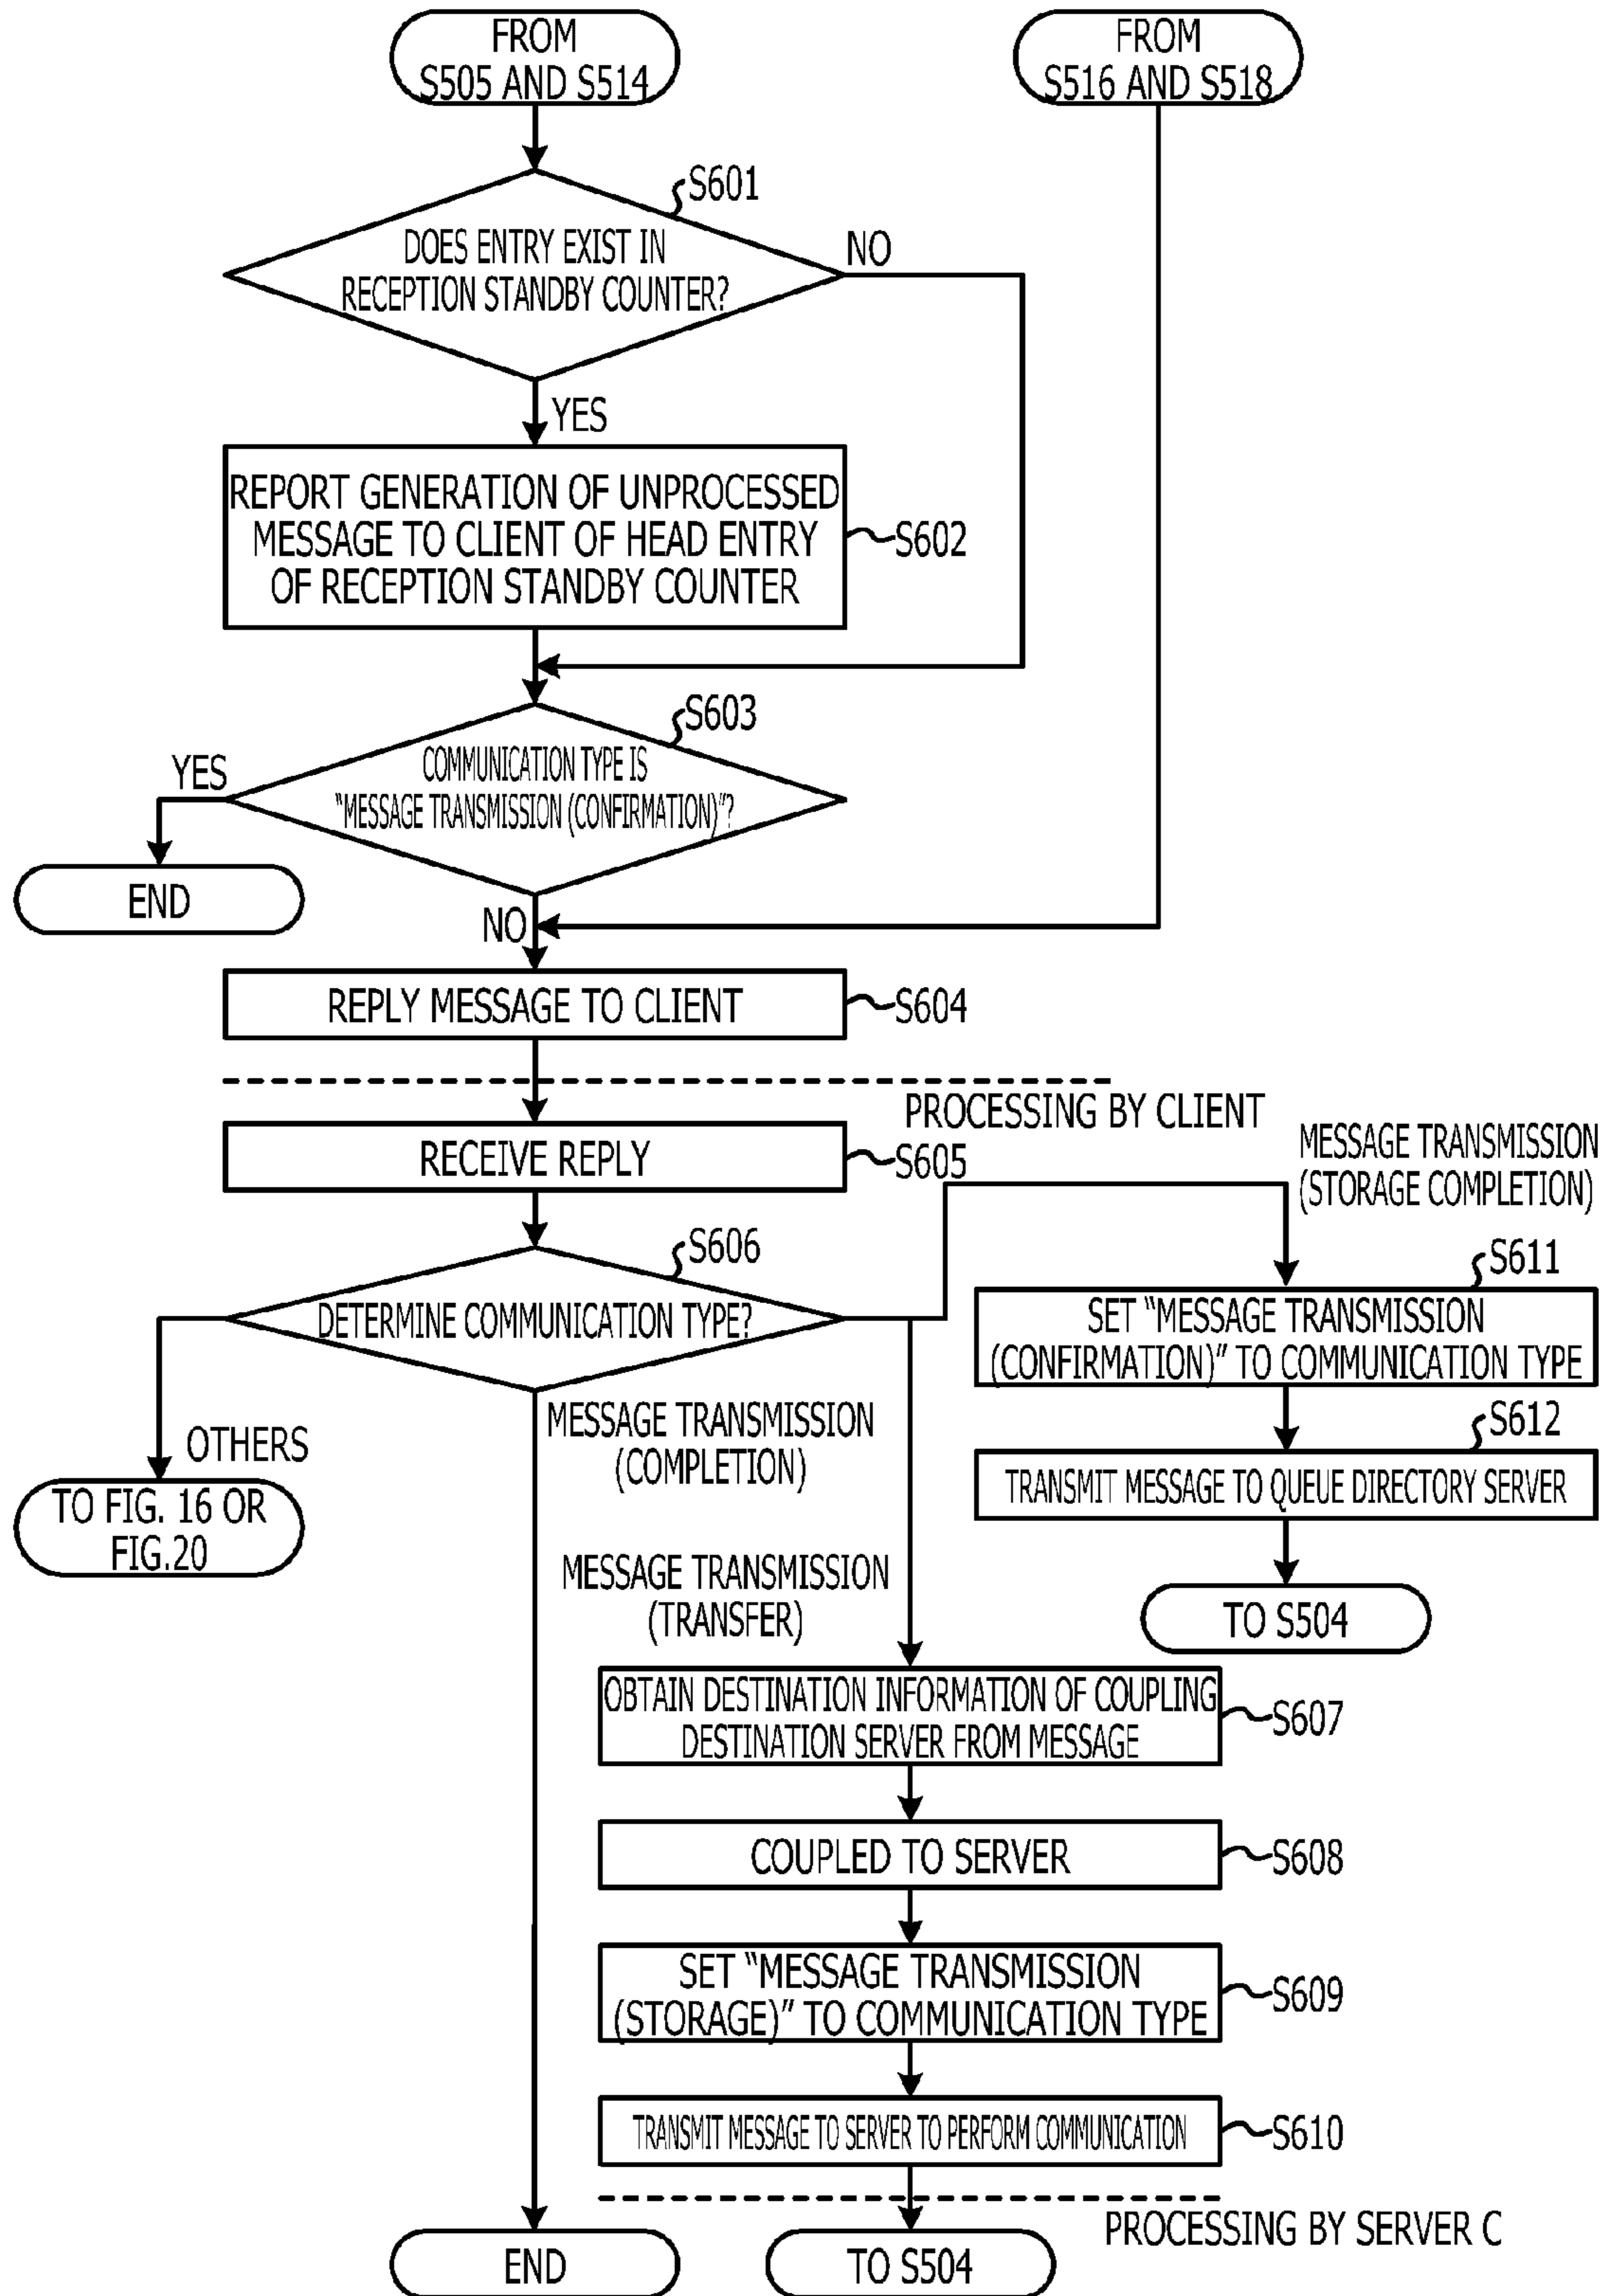 FROM
S505 AND S514
FROM
S516 AND S518
S601
DOES ENTRY EXIST IN
RECEPTION STANDBY COUNTER?
NO
YES
REPORT GENERATION OF UNPROCESSED
MESSAGE TO CLIENT OF HEAD ENTRY
OF RECEPTION STANDBY COUNTER
S602
S603
COMMUNICATION TYPE IS
“MESSAGE TRANSMISSION (CONFIRMATION)”?
YES
END
NO
REPLY MESSAGE TO CLIENT
S604
PROCESSING BY CLIENT
RECEIVE REPLY
S605
MESSAGE TRANSMISSION
(STORAGE COMPLETION)
S606
DETERMINE COMMUNICATION TYPE?
S611
SET “MESSAGE TRANSMISSION
(CONFIRMATION)” TO COMMUNICATION TYPE
OTHERS
TO FIG. 16 OR
FIG.20
MESSAGE TRANSMISSION
(COMPLETION)
S612
TRANSMIT MESSAGE TO QUEUE DIRECTORY SERVER
TO S504
MESSAGE TRANSMISSION
(TRANSFER)
OBTAIN DESTINATION INFORMATION OF COUPLING
DESTINATION SERVER FROM MESSAGE
S607
COUPLED TO SERVER
S608
SET “MESSAGE TRANSMISSION
(STORAGE)” TO COMMUNICATION TYPE
S609
TRANSMIT MESSAGE TO SERVER TO PERFORM COMMUNICATION
S610
PROCESSING BY SERVER C
END
TO S504